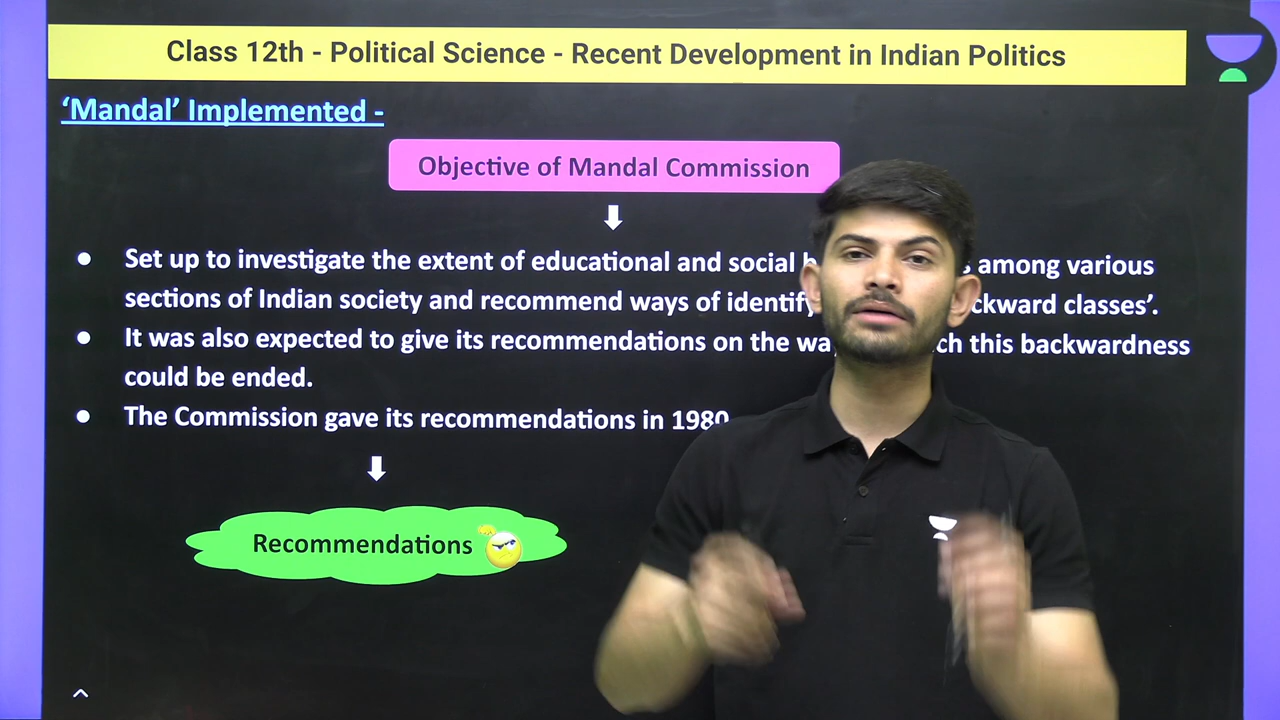 Class 12th - Political Science - Recent Development in Indian Politics
‘Mandal’ Implemented -
Objective of Mandal Commission
● Set up to investigate the extent of educational and social among various
sections of Indian society and recommend ways of classes’.
● It was also expected to give its recommendations on the this backwardness
could be ended.
● The Commission gave its recommendations in 1980
Recommendations